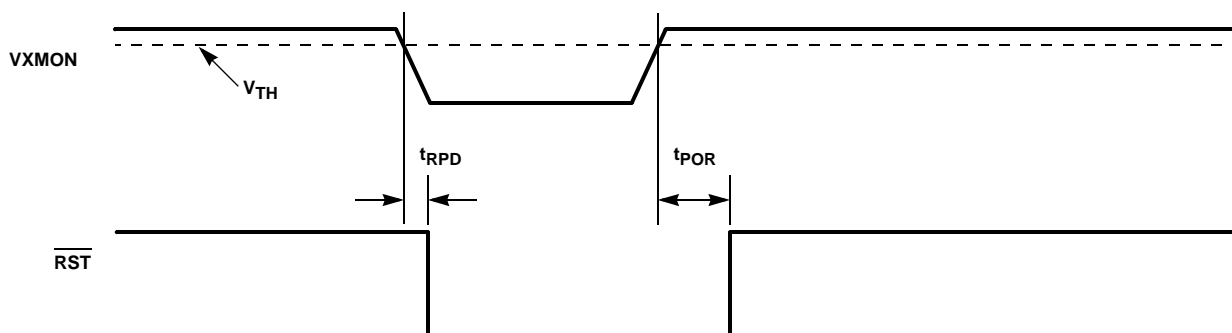 VXMON
VTH
tRPD
tPOR
RST